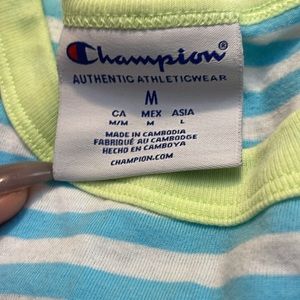 Champion®
AUTHENTIC ATHLETICWEAR
M
CA MEX ASIA
M/M M L
MADE IN CAMBODIA
FABRIQUÉ AU CAMBODGE
HECHO EN CAMBOYA
CHAMPION.COM